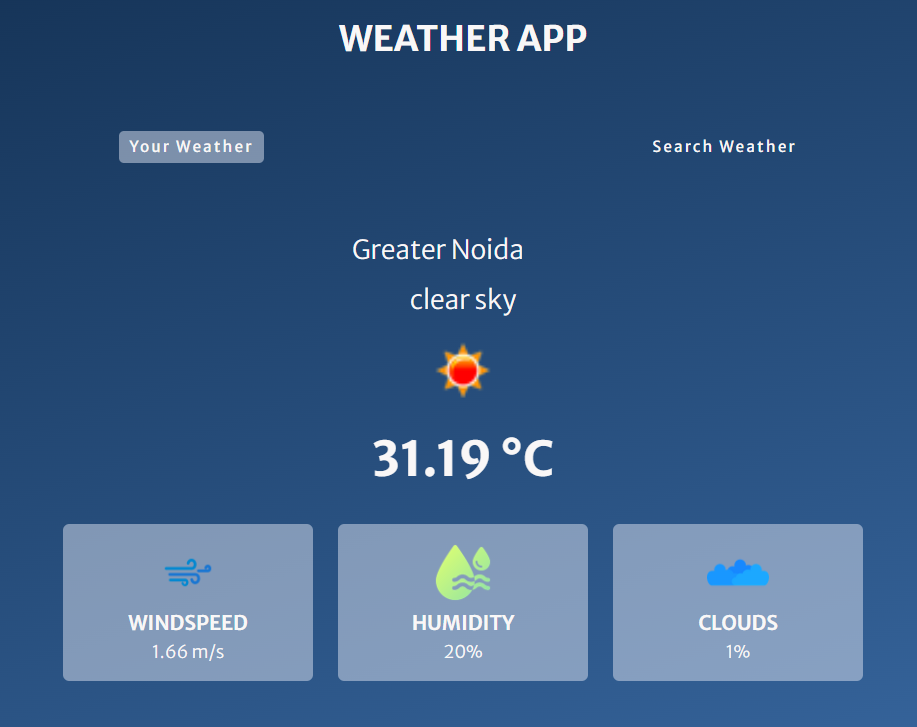 WEATHER APP
Your Weather
Search Weather
Greater Noida
clear sky
31.19 °C
WINDSPEED
1.66 m/s
HUMIDITY
20%
CLOUDS
1%